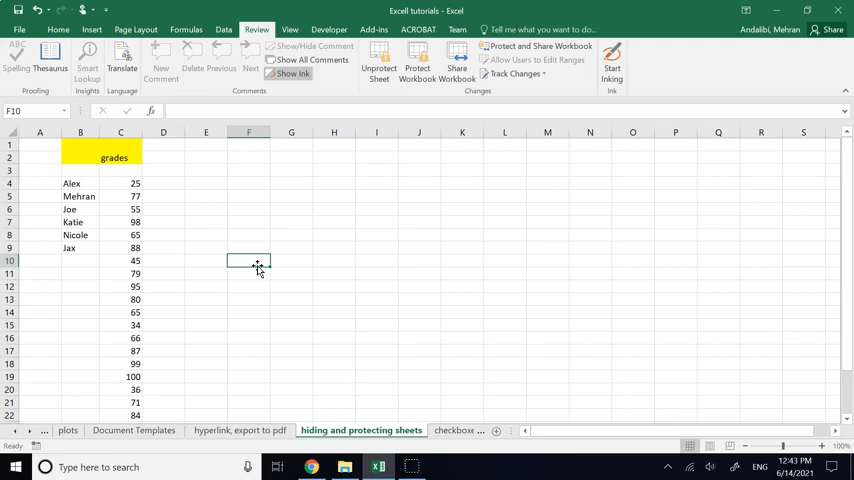 Excell tutorials - Excel
Andalibi, Mehran
Share
File Home Insert Page Layout Formulas Data Review View Developer Add-ins ACROBAT Team Tell me what you want to do...
ABC
Spelling
Thesaurus
Proofing
Smart Lookup
Insights
Translate
Language
New Comment
Delete
Previous
Next
Show/Hide Comment
Show All Comments
Show Ink
Comments
Unprotect Sheet
Protect Workbook
Share Workbook
Protect and Share Workbook
Allow Users to Edit Ranges
Track Changes
Changes
Start Inking
Ink
F10
fx
A B C D E F G H I J K L M N O P Q R S
1
2 grades
3
4 Alex 25
5 Mehran 77
6 Joe 55
7 Katie 98
8 Nicole 65
9 Jax 88
10 45
11 79
12 95
13 80
14 65
15 34
16 66
17 87
18 99
19 100
20 36
21 71
22 84
... plots Document Templates hyperlink, export to pdf hiding and protecting sheets checkboxe ...
Ready
100%
Type here to search
ENG
12:43 PM
6/14/2021